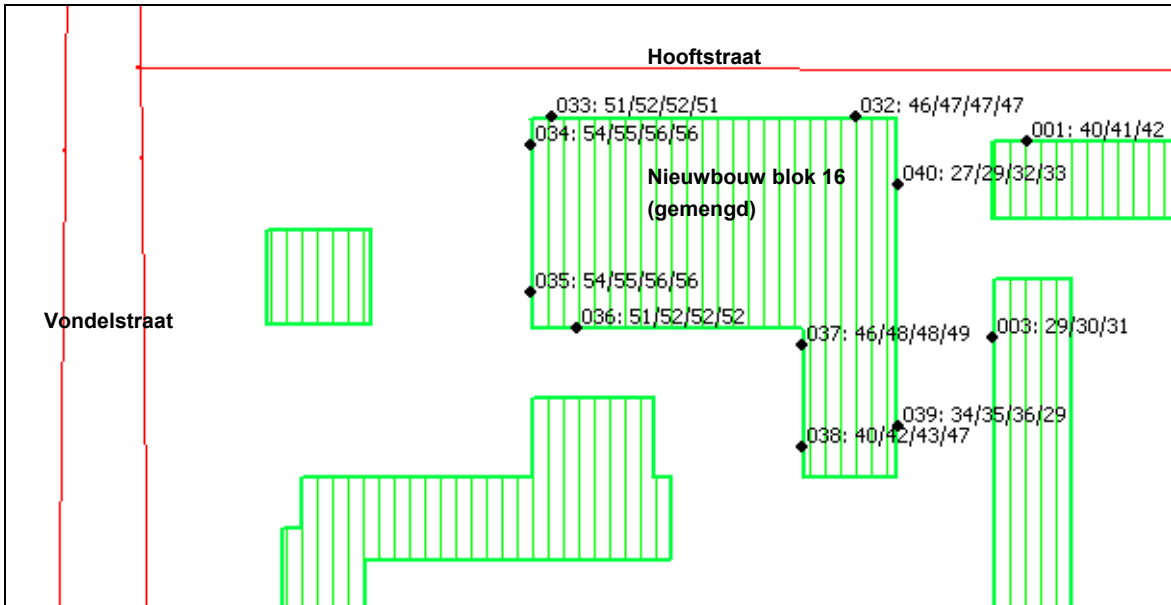 Hooftstraat
033: 51/52/52/51
032: 46/47/47/47
034: 54/55/56/56
001: 40/41/42
Nieuwbouw blok 16
(gemengd)
040: 27/29/32/33
035: 54/55/56/56
036: 51/52/52/52
Vondelstraat
037: 46/48/48/49
003: 29/30/31
039: 34/35/36/29
038: 40/42/43/47